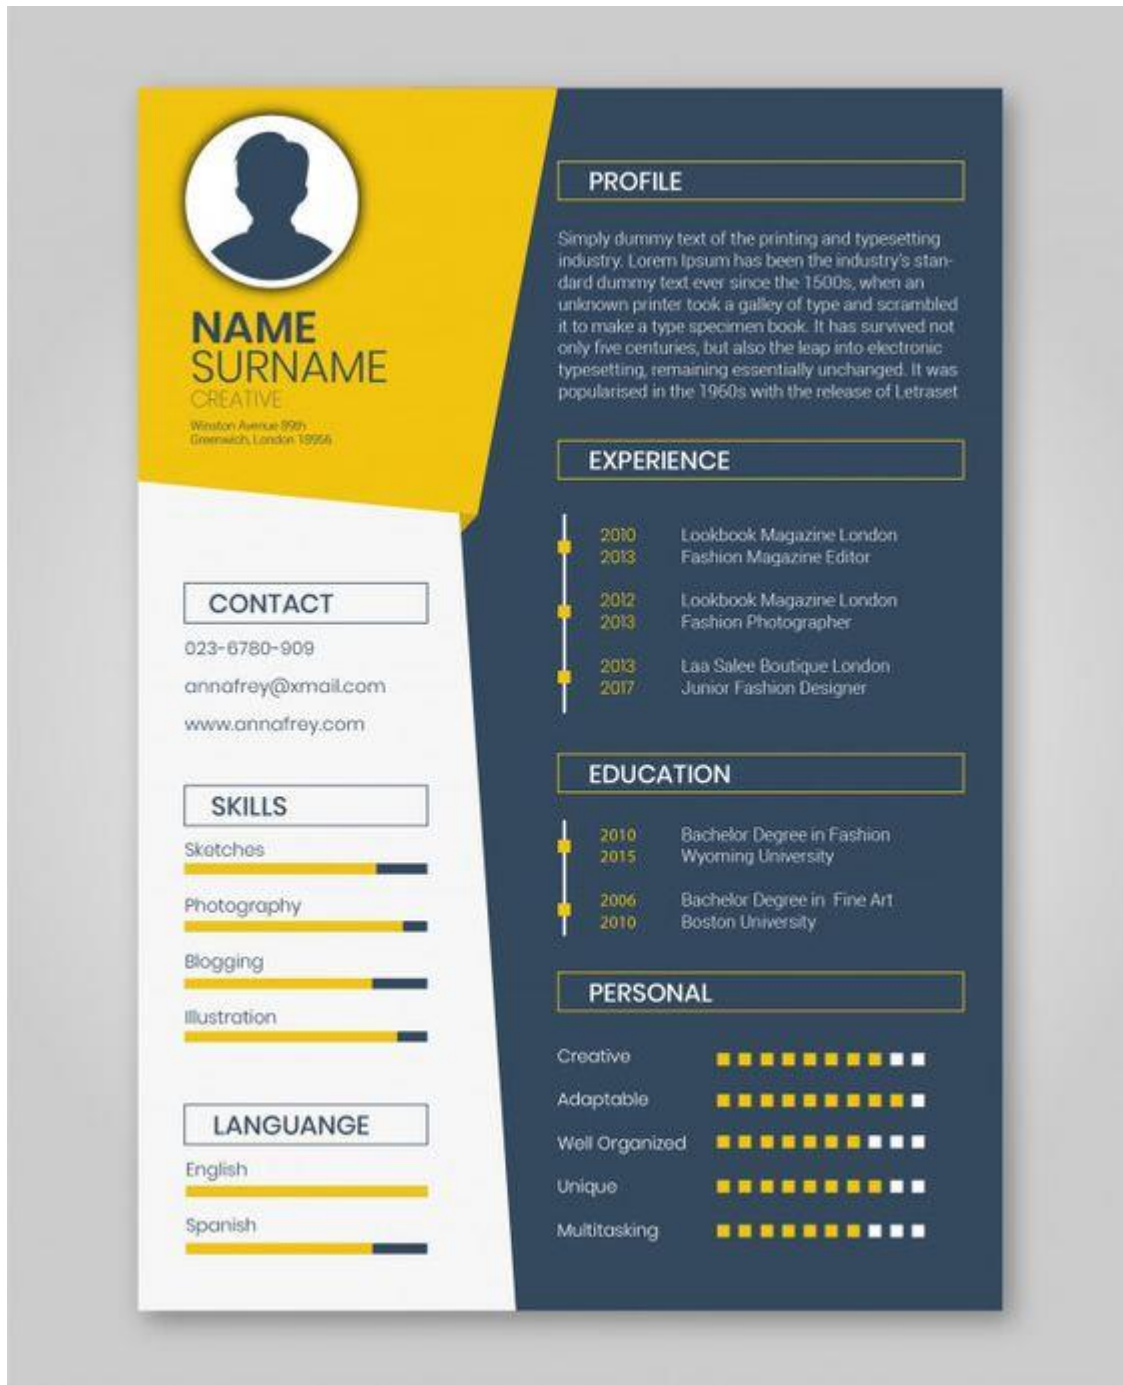 NAME
SURNAME
CREATIVE
Winston Avenue 89th
Greenwich, London 18956
CONTACT
023-6780-909
annafrey@xmail.com
www.annafrey.com
SKILLS
Sketches
Photography
Blogging
Illustration
LANGUANGE
English
Spanish
PROFILE
Simply dummy text of the printing and typesetting
industry. Lorem Ipsum has been the industry's stan-
dard dummy text ever since the 1500s, when an
unknown printer took a galley of type and scrambled
it to make a type specimen book. It has survived not
only five centuries, but also the leap into electronic
typesetting, remaining essentially unchanged. It was
popularised in the 1960s with the release of Letraset
EXPERIENCE
2010 Lookbook Magazine London
2013 Fashion Magazine Editor
2012 Lookbook Magazine London
2013 Fashion Photographer
2013 Laa Salee Boutique London
2017 Junior Fashion Designer
EDUCATION
2010 Bachelor Degree in Fashion
2015 Wyoming University
2006 Bachelor Degree in Fine Art
2010 Boston University
PERSONAL
Creative
Adaptable
Well Organized
Unique
Multitasking